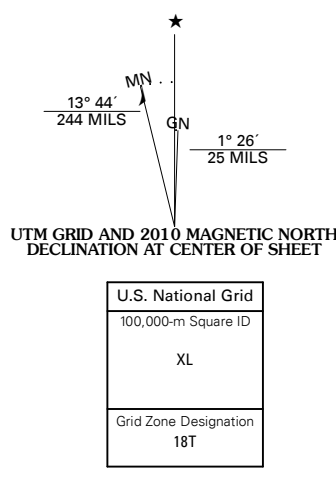 ★
MN
13° 44´
244 MILS
GN
1° 26´
25 MILS
UTM GRID AND 2010 MAGNETIC NORTH
DECLINATION AT CENTER OF SHEET
U.S. National Grid
100,000-m Square ID
XL
Grid Zone Designation
18T